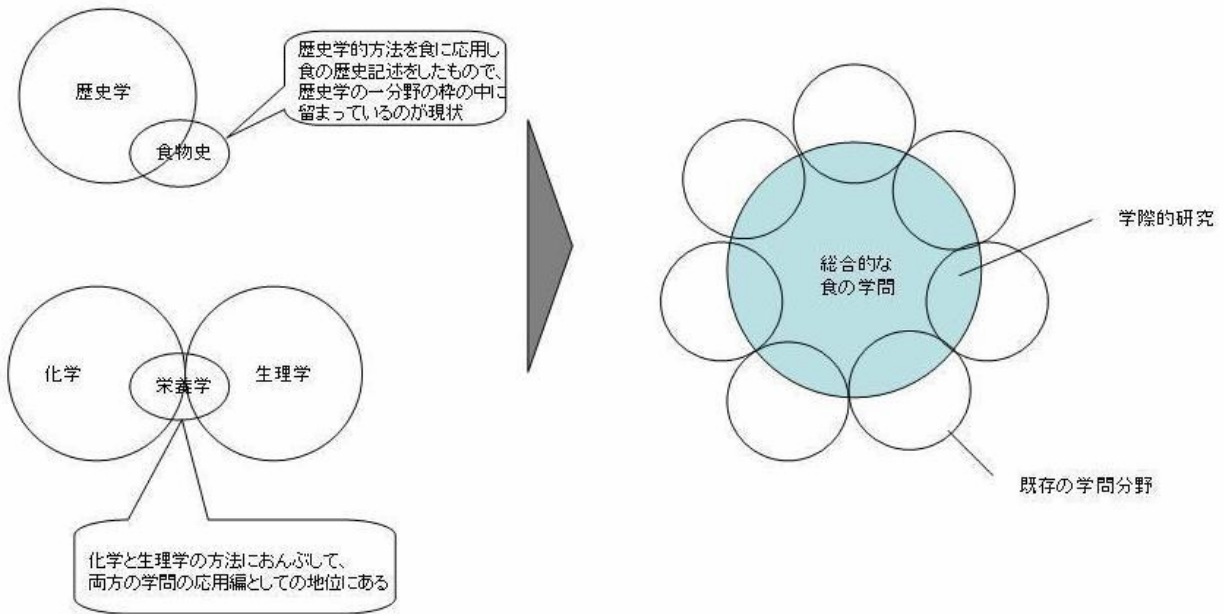 歴史学
食物史
歴史学的方法を食に応用し
食の歴史記述をしたもので、
歴史学の一分野の枠の中に
留まっているのが現状
化学
栄養学
生理学
化学と生理学の方法におんぶして、
両方の学問の応用編としての地位にある
総合的な
食の学問
学際的研究
既存の学問分野